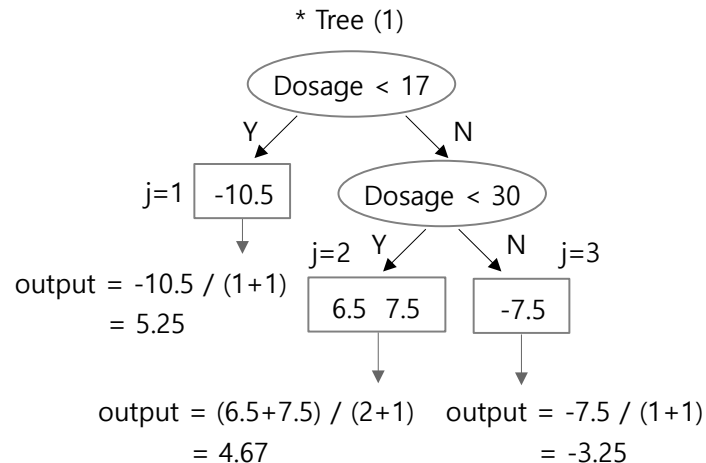 * Tree (1)
Dosage < 17
Y
N
j=1
-10.5
Dosage < 30
output = -10.5 / (1+1)
= 5.25
j=2
Y
N
j=3
6.5 7.5
-7.5
output = (6.5+7.5) / (2+1)
= 4.67
output = -7.5 / (1+1)
= -3.25